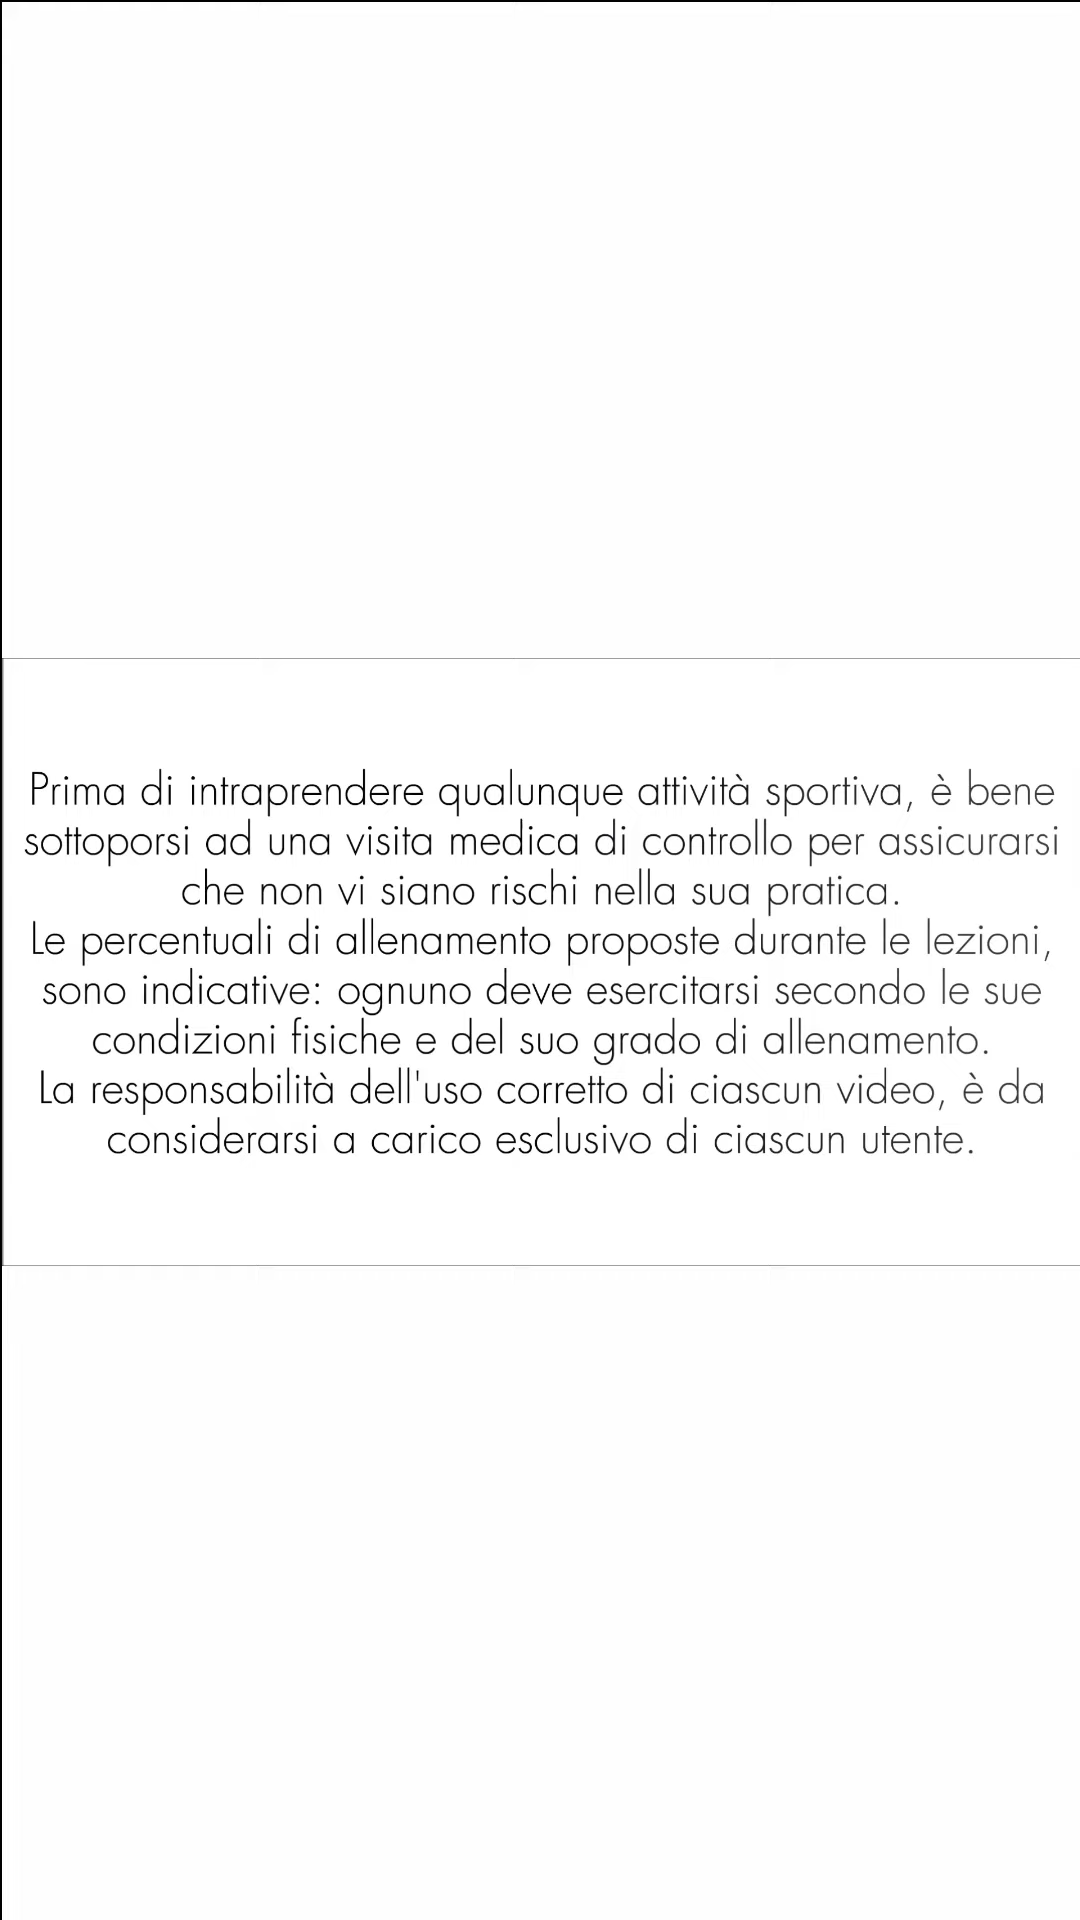 Prima di intraprendere qualunque attività sportiva, è bene
sottoporsi ad una visita medica di controllo per assicurarsi
che non vi siano rischi nella sua pratica.
Le percentuali di allenamento proposte durante le lezioni,
sono indicative: ognuno deve esercitarsi secondo le sue
condizioni fisiche e del suo grado di allenamento.
La responsabilità dell'uso corretto di ciascun video, è da
considerarsi a carico esclusivo di ciascun utente.